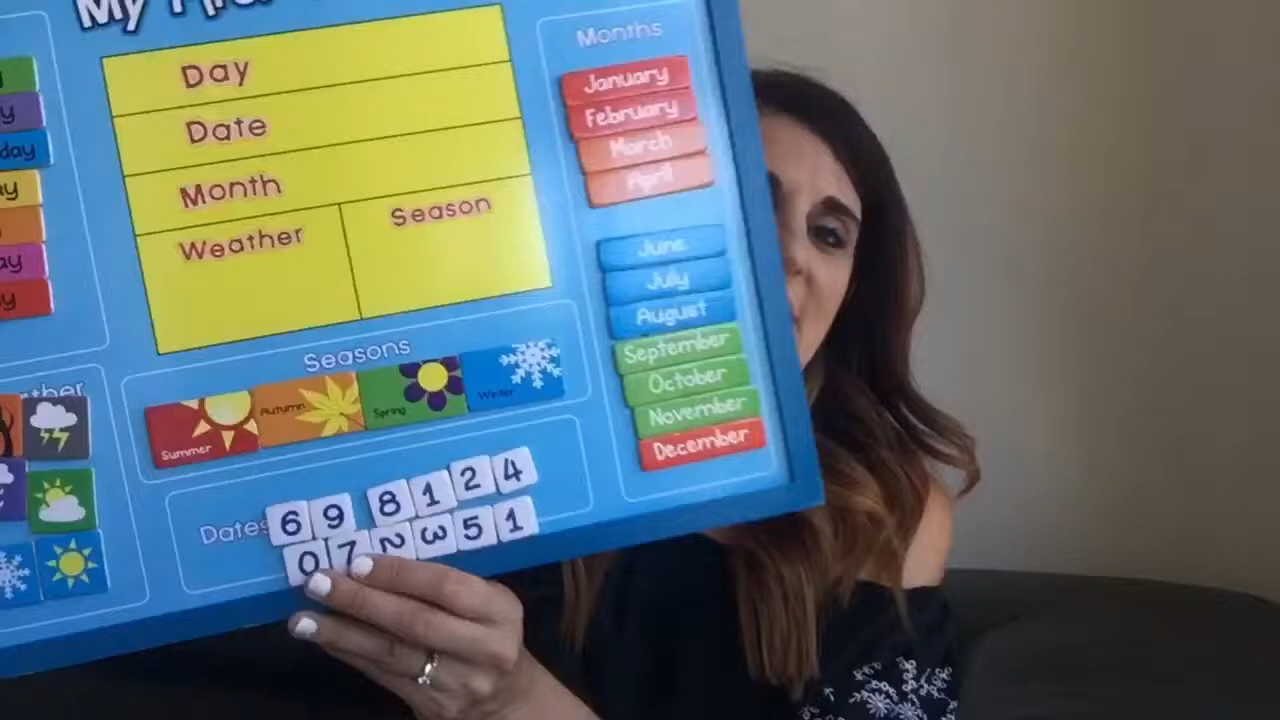 My
Day
Date
Month
Weather
Season
Months
January
February
March
April
June
July
August
September
October
November
December
Seasons
Summer
Autumn
Spring
Winter
Dates
6 9 8 1 2 4
0 7 2 3 5 1